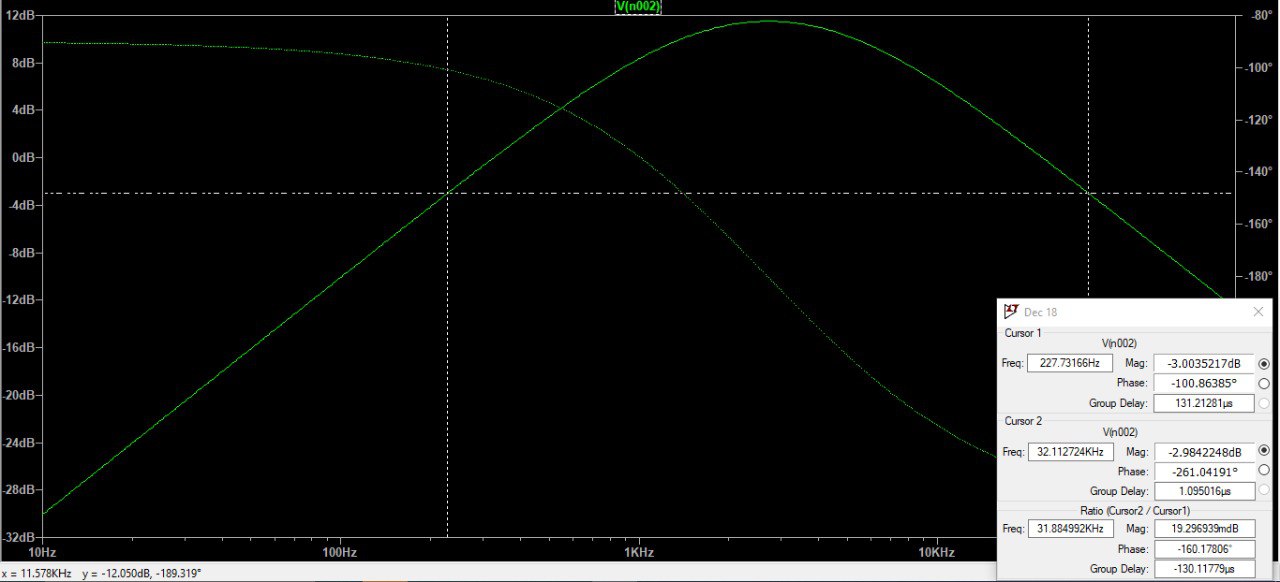 V(n002)
12dB -80°
8dB -100°
4dB -120°
0dB -140°
-4dB -160°
-8dB -180°
-12dB
-16dB
-20dB
-24dB
-28dB
-32dB
10Hz 100Hz 1KHz 10KHz
Dec 18
Cursor 1
V(n002)
Freq: 227.73166Hz Mag: -3.0035217dB
Phase: -100.86385°
Group Delay: 131.21281µs
Cursor 2
V(n002)
Freq: 32.112724KHz Mag: -2.9842248dB
Phase: -261.04191°
Group Delay: 1.095016µs
Ratio (Cursor2 / Cursor1)
Freq: 31.884992KHz Mag: 19.296939mdB
Phase: -160.17806°
Group Delay: -130.11779µs
x = 11.578KHz y = -12.050dB, -189.319°